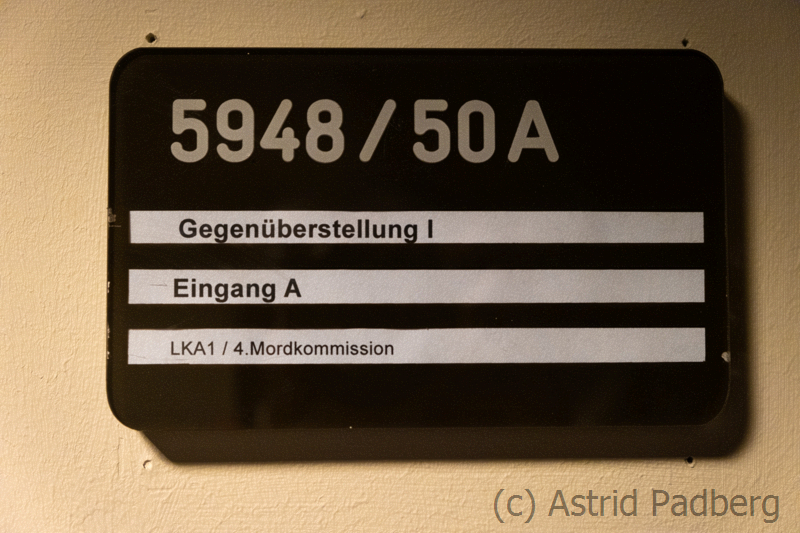 5948/50A
Gegenüberstellung I
Eingang A
LKA1 / 4.Mordkommission
(c) Astrid Padberg